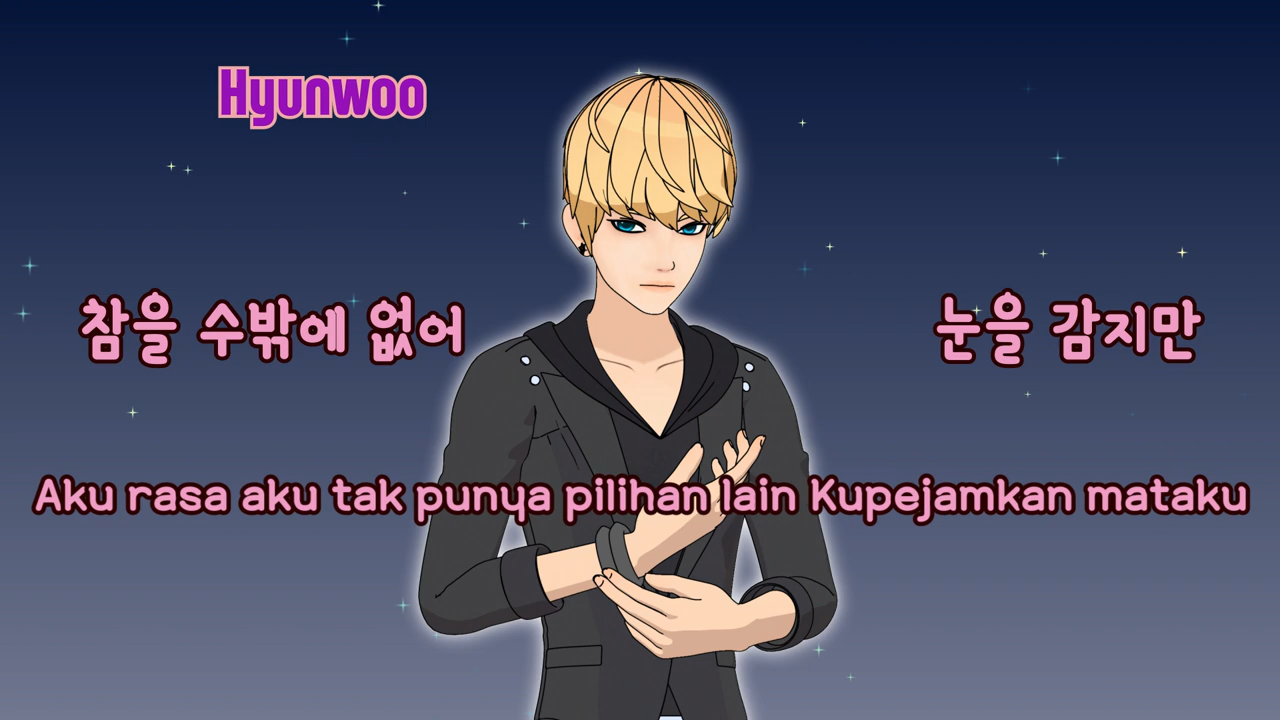 Hyunwoo
참을 수밖에 없어 눈을 감지만
Aku rasa aku tak punya pilihan lain Kupejamkan mataku